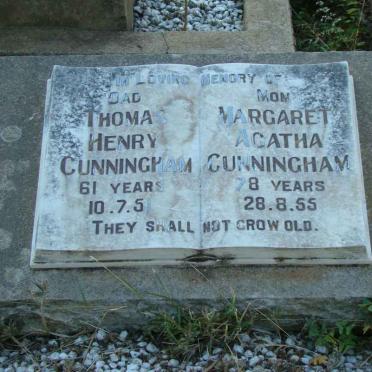 IN LOVING MEMORY OF
DAD
THOMAS
HENRY
CUNNINGHAM
61 YEARS
10.7.51
MOM
MARGARET
AGATHA
CUNNINGHAM
78 YEARS
28.8.55
THEY SHALL NOT GROW OLD.